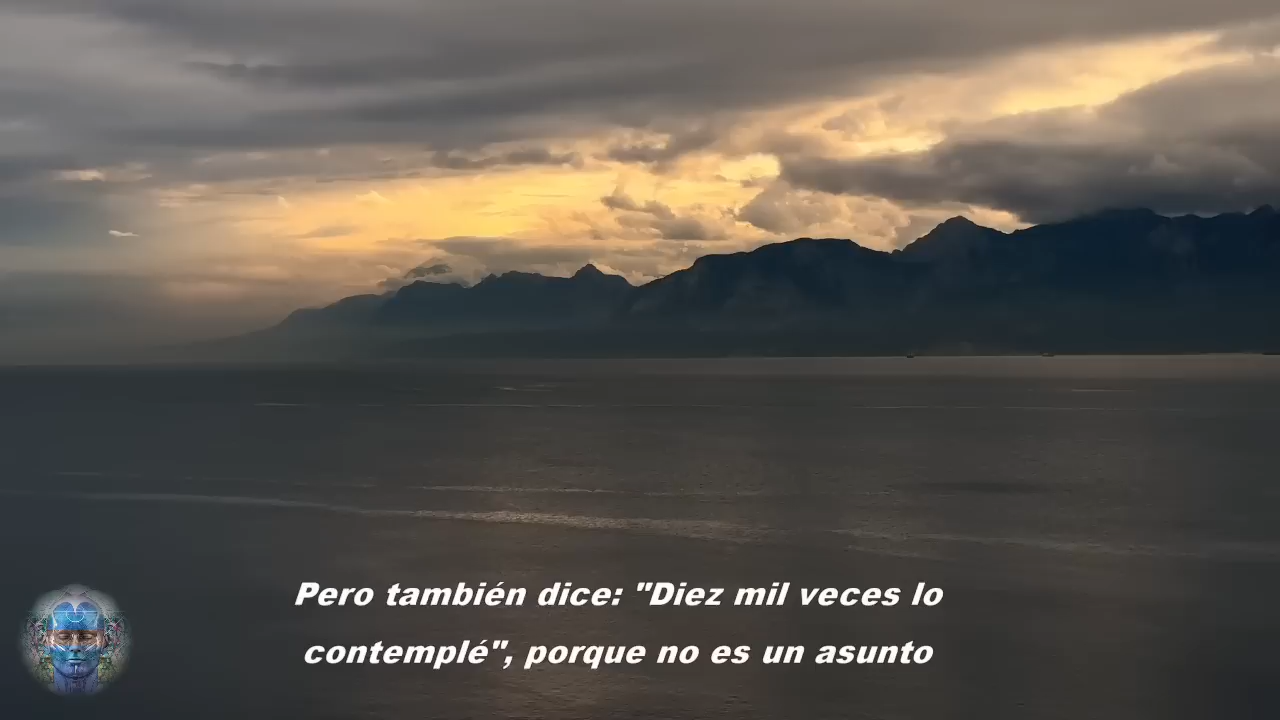 Pero también dice: "Diez mil veces lo
contemplé", porque no es un asunto